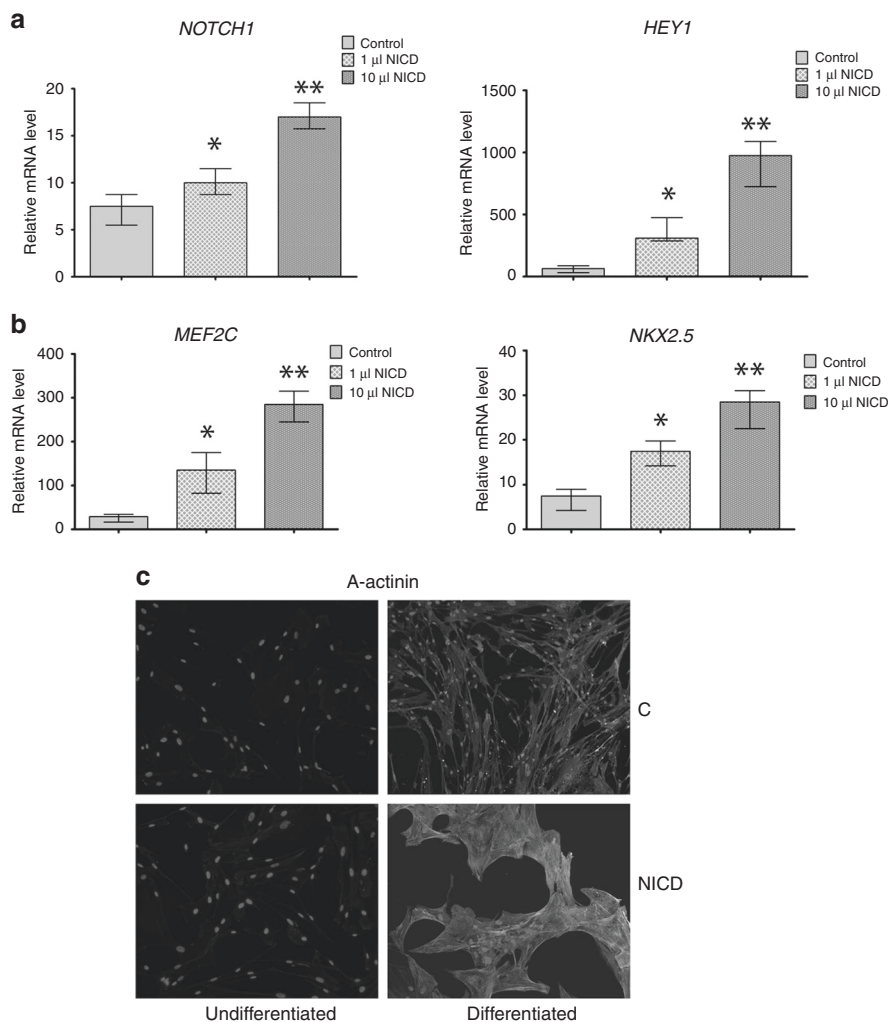 a
NOTCH1
Control
1 µl NICD
10 µl NICD
Relative mRNA level
20
15
10
5
0
*
**
HEY1
Control
1 µl NICD
10 µl NICD
Relative mRNA level
1500
1000
500
0
*
**
b
MEF2C
Control
1 µl NICD
10 µl NICD
Relative mRNA level
400
300
200
100
0
*
**
NKX2.5
Control
1 µl NICD
10 µl NICD
Relative mRNA level
40
30
20
10
0
*
**
c
A-actinin
C
NICD
Undifferentiated
Differentiated